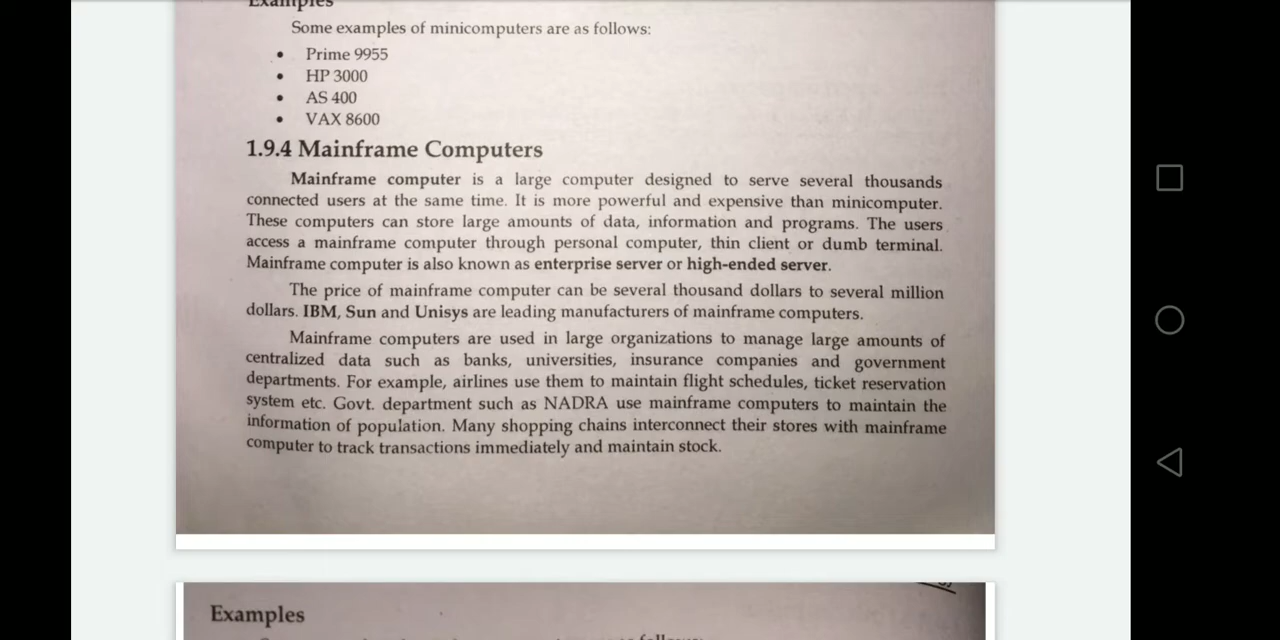 Examples
Some examples of minicomputers are as follows:
• Prime 9955
• HP 3000
• AS 400
• VAX 8600
1.9.4 Mainframe Computers
Mainframe computer is a large computer designed to serve several thousands
connected users at the same time. It is more powerful and expensive than minicomputer.
These computers can store large amounts of data, information and programs. The users
access a mainframe computer through personal computer, thin client or dumb terminal.
Mainframe computer is also known as enterprise server or high-ended server.
The price of mainframe computer can be several thousand dollars to several million
dollars. IBM, Sun and Unisys are leading manufacturers of mainframe computers.
Mainframe computers are used in large organizations to manage large amounts of
centralized data such as banks, universities, insurance companies and government
departments. For example, airlines use them to maintain flight schedules, ticket reservation
system etc. Govt. department such as NADRA use mainframe computers to maintain the
information of population. Many shopping chains interconnect their stores with mainframe
computer to track transactions immediately and maintain stock.
Examples